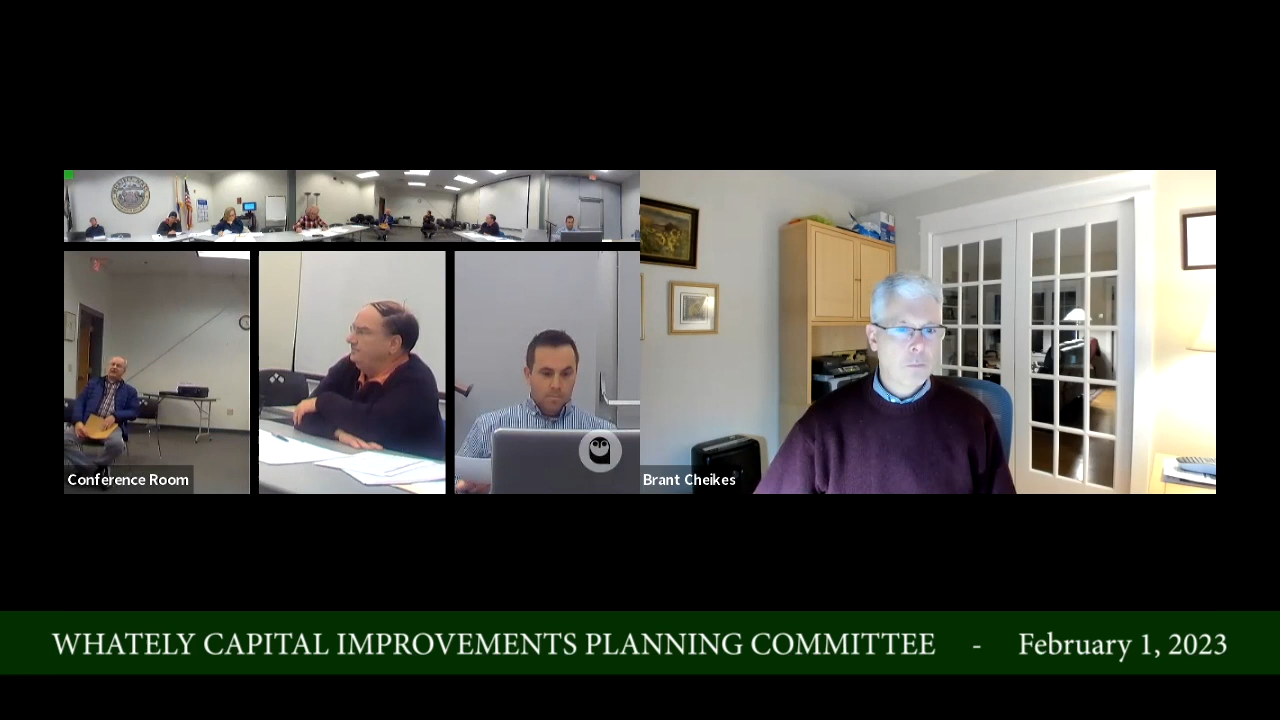 Conference Room
Brant Cheikes
WHATELY CAPITAL IMPROVEMENTS PLANNING COMMITTEE - February 1, 2023